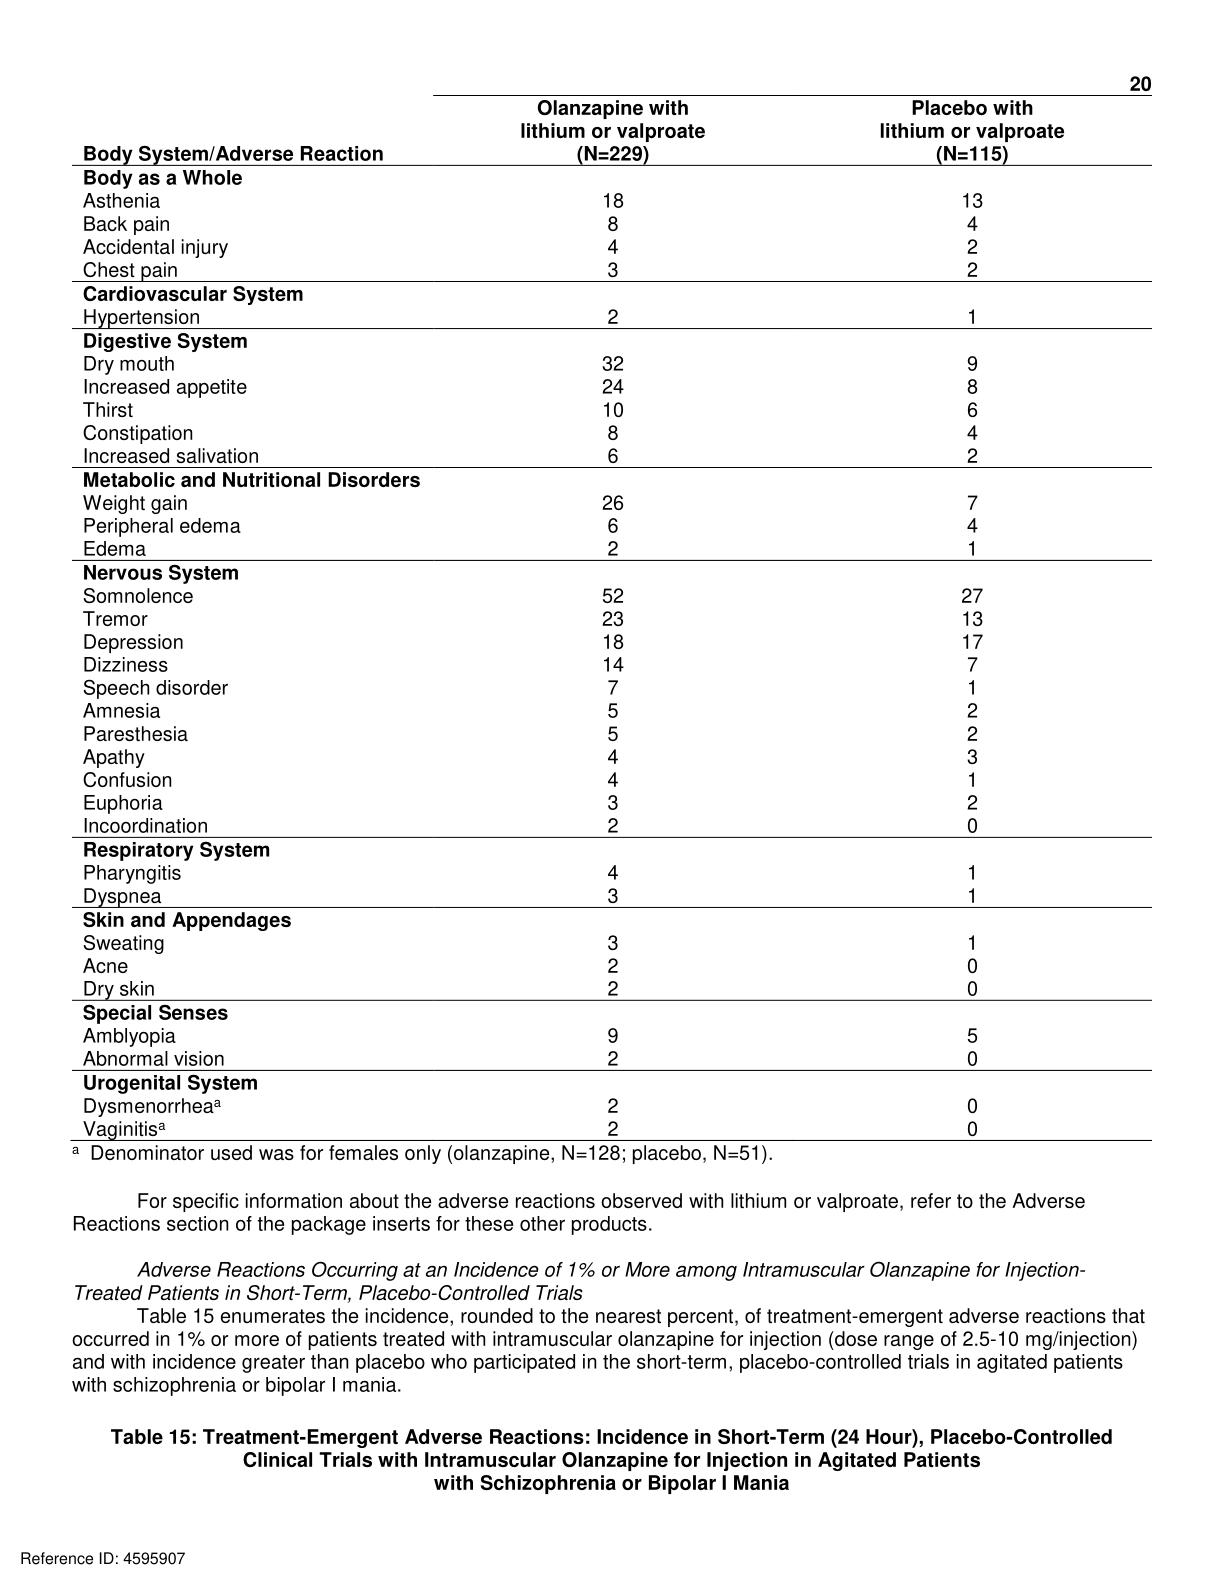 20
Olanzapine with
lithium or valproate
(N=229)
Placebo with
lithium or valproate
(N=115)
Body System/Adverse Reaction
Body as a Whole
Asthenia 18 13
Back pain 8 4
Accidental injury 4 2
Chest pain 3 2
Cardiovascular System
Hypertension 2 1
Digestive System
Dry mouth 32 9
Increased appetite 24 8
Thirst 10 6
Constipation 8 4
Increased salivation 6 2
Metabolic and Nutritional Disorders
Weight gain 26 7
Peripheral edema 6 4
Edema 2 1
Nervous System
Somnolence 52 27
Tremor 23 13
Depression 18 17
Dizziness 14 7
Speech disorder 7 1
Amnesia 5 2
Paresthesia 5 2
Apathy 4 3
Confusion 4 1
Euphoria 3 2
Incoordination 2 0
Respiratory System
Pharyngitis 4 1
Dyspnea 3 1
Skin and Appendages
Sweating 3 1
Acne 2 0
Dry skin 2 0
Special Senses
Amblyopia 9 5
Abnormal vision 2 0
Urogenital System
Dysmenorrheaᵃ 2 0
Vaginitisᵃ 2 0
ᵃ Denominator used was for females only (olanzapine, N=128; placebo, N=51).
For specific information about the adverse reactions observed with lithium or valproate, refer to the Adverse
Reactions section of the package inserts for these other products.
Adverse Reactions Occurring at an Incidence of 1% or More among Intramuscular Olanzapine for Injection-
Treated Patients in Short-Term, Placebo-Controlled Trials
Table 15 enumerates the incidence, rounded to the nearest percent, of treatment-emergent adverse reactions that
occurred in 1% or more of patients treated with intramuscular olanzapine for injection (dose range of 2.5-10 mg/injection)
and with incidence greater than placebo who participated in the short-term, placebo-controlled trials in agitated patients
with schizophrenia or bipolar I mania.
Table 15: Treatment-Emergent Adverse Reactions: Incidence in Short-Term (24 Hour), Placebo-Controlled
Clinical Trials with Intramuscular Olanzapine for Injection in Agitated Patients
with Schizophrenia or Bipolar I Mania
Reference ID: 4595907